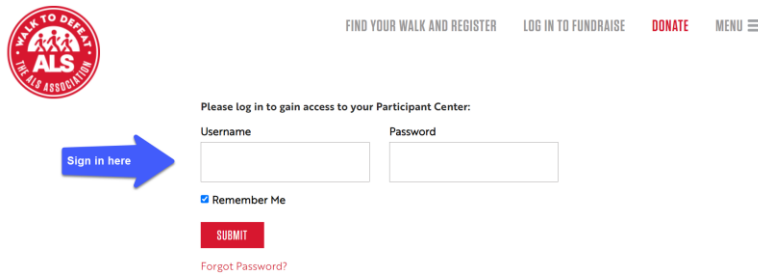 WALK TO DEFEAT
ALS
THE ALS ASSOCIATION
FIND YOUR WALK AND REGISTER LOG IN TO FUNDRAISE DONATE MENU
Please log in to gain access to your Participant Center:
Username Password
Sign in here
Remember Me
SUBMIT
Forgot Password?